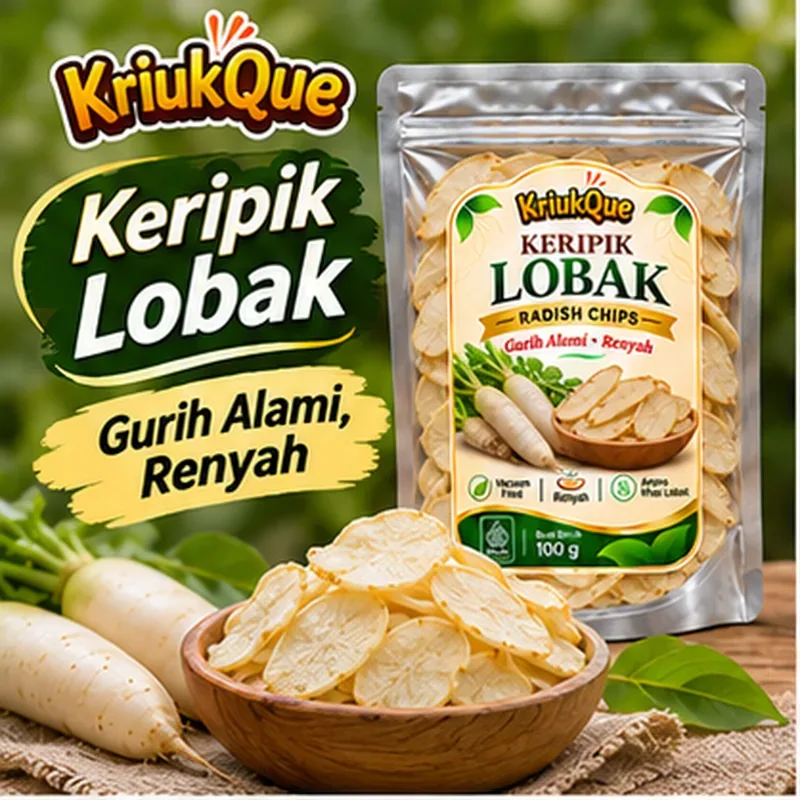 KriukQue
Keripik
Lobak
Gurih Alami,
Renyah
KriukQue
KERIPIK
LOBAK
RADISH CHIPS
Gurih Alami • Renyah
Renyah
100 g